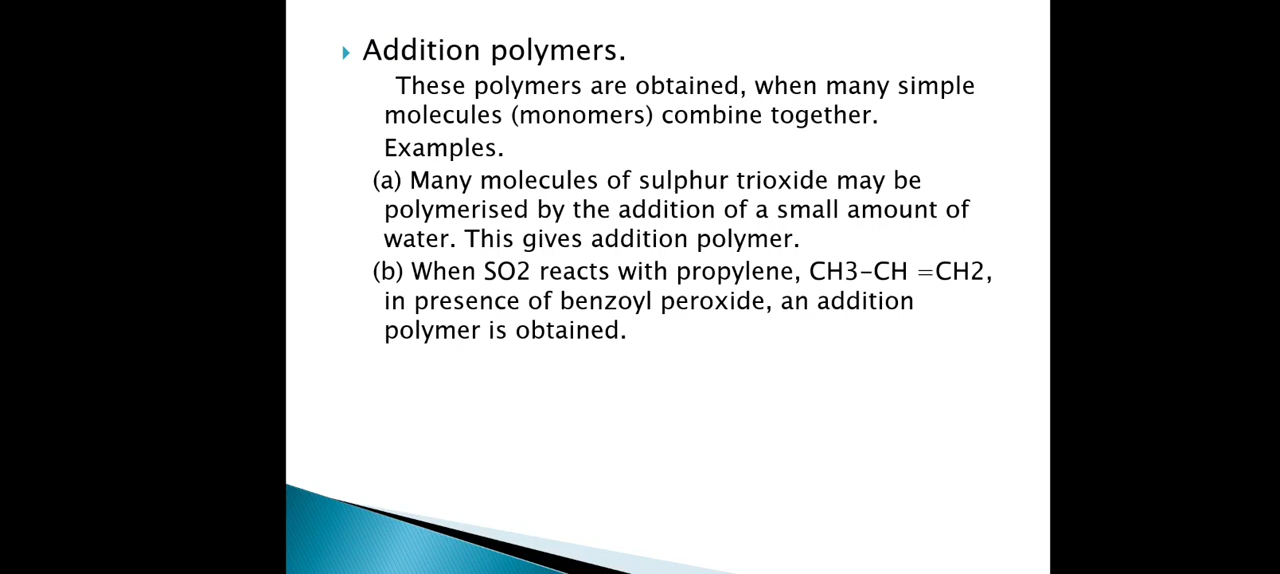 Addition polymers.
These polymers are obtained, when many simple
molecules (monomers) combine together.
Examples.
(a) Many molecules of sulphur trioxide may be
polymerised by the addition of a small amount of
water. This gives addition polymer.
(b) When SO2 reacts with propylene, CH3-CH =CH2,
in presence of benzoyl peroxide, an addition
polymer is obtained.